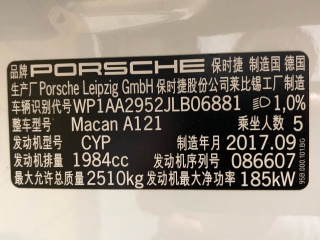 品牌 PORSCHE 保时捷 制造国 德国
生产厂 Porsche Leipzig GmbH 保时捷股份公司莱比锡工厂制造
车辆识别代号 WP1AA2952JLB06881 1,0%
整车型号 Macan A121 乘坐人数 5
发动机型号 CYP 制造年月 2017.09
发动机排量 1984cc 发动机号 086607
最大允许总质量 2510kg 发动机最大净功率 185kW
958.000.101.BG